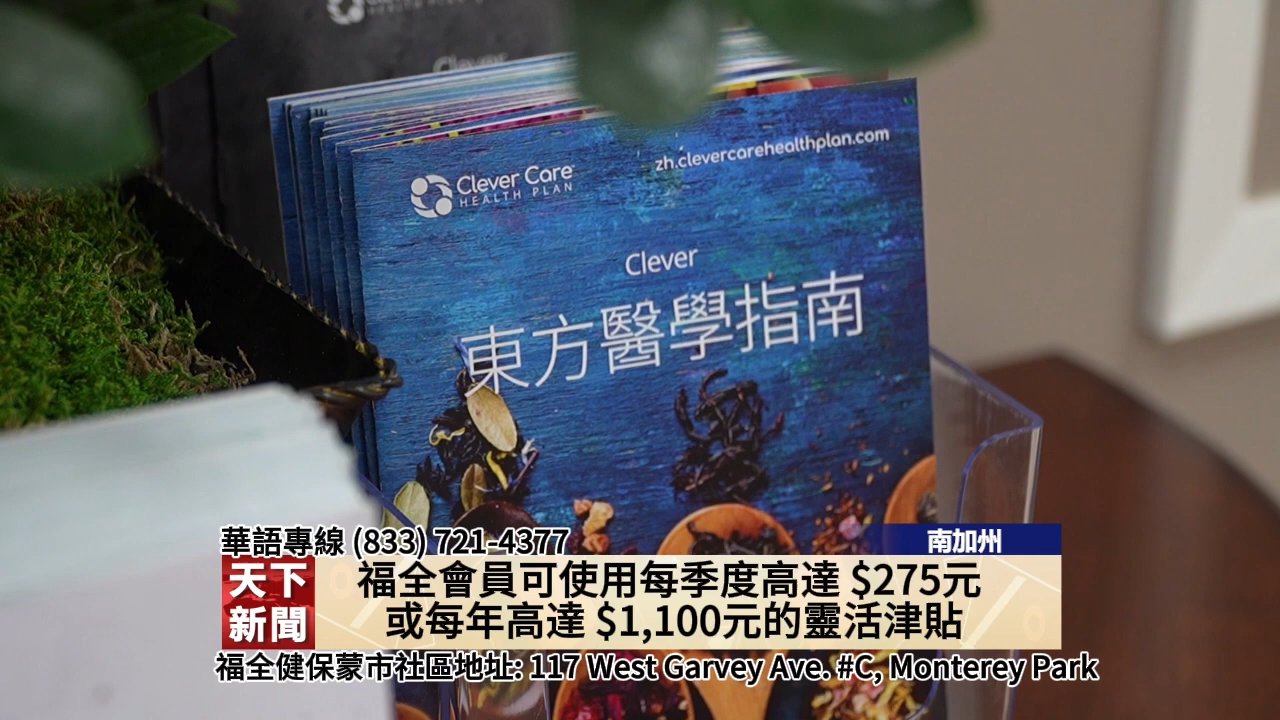 Clever
Clever Care
HEALTH PLAN
zh.clevercarehealthplan.com
Clever
東方醫學指南
華語專線 (833) 721-4377
南加州
天下
新聞
福全會員可使用每季度高達 $275元
或每年高達 $1,100元的靈活津貼
福全健保蒙市社區地址: 117 West Garvey Ave. #C, Monterey Park